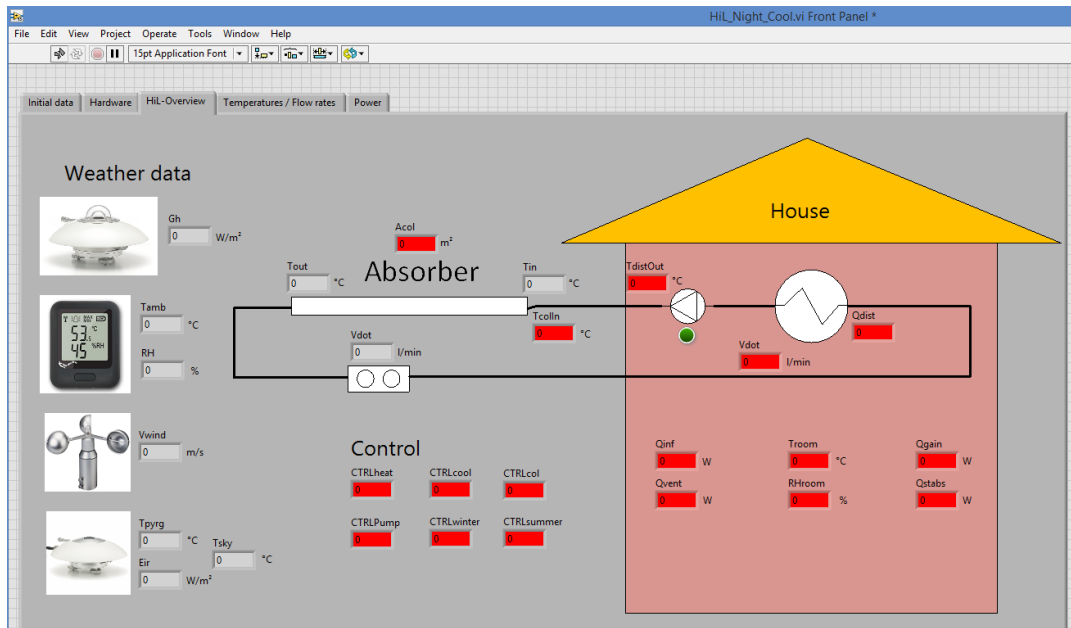 HiL_Night_Cool.vi Front Panel *
File Edit View Project Operate Tools Window Help
15pt Application Font
Initial data Hardware HiL-Overview Temperatures / Flow rates Power
Weather data
Gh
0 W/m²
Tamb
0 °C
RH
0 %
53.5 °C
45 %RH
Vwind
0 m/s
Tpyrg
0 °C
Tsky
0 °C
Eir
0 W/m²
Acol
0 m²
Absorber
Tout
0 °C
Tin
0 °C
TcolIn
0 °C
Vdot
0 l/min
Control
CTRLheat CTRLcool CTRLcol
0 0 0
CTRLPump CTRLwinter CTRLsummer
0 0 0
House
TdistOut
0 °C
Qdist
0
Vdot
0 l/min
Qinf Troom Qgain
0 W 0 °C 0 W
Qvent RHroom Qstabs
0 W 0 % 0 W